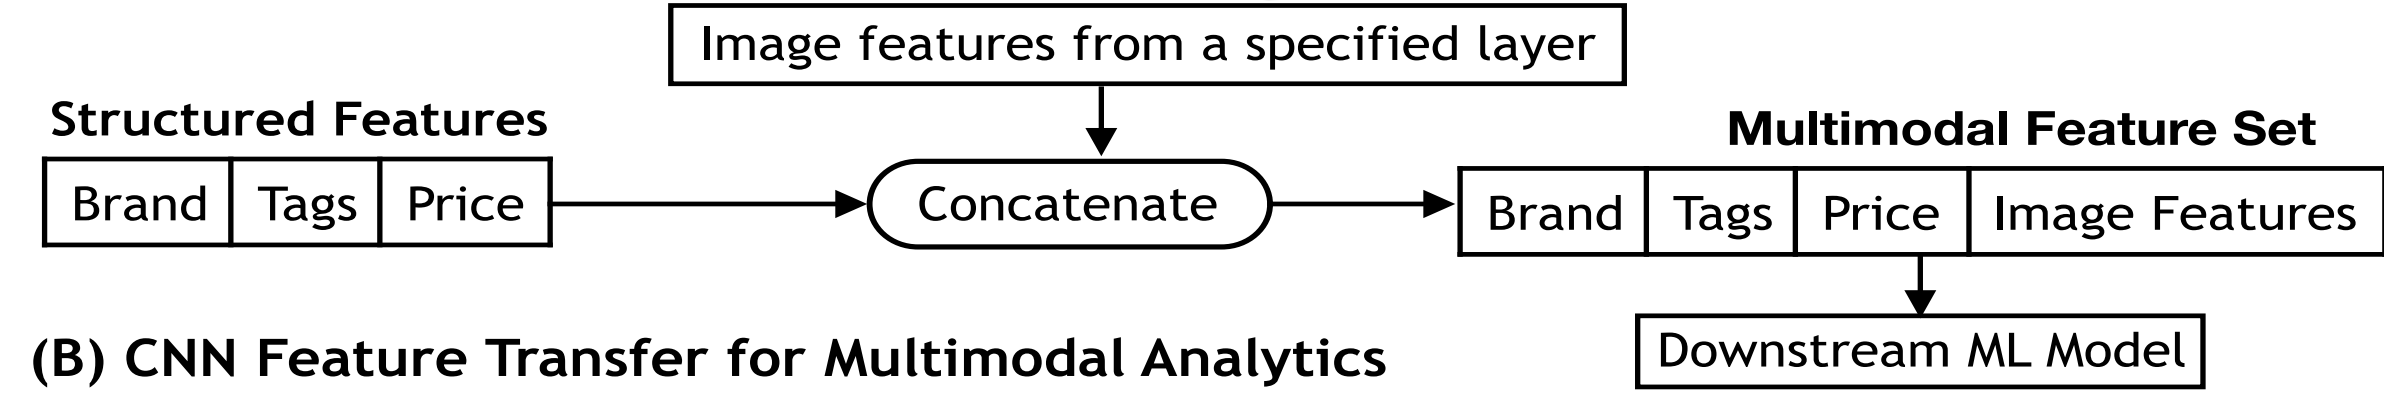 Image features from a specified layer
Structured Features
Brand Tags Price
Concatenate
Multimodal Feature Set
Brand Tags Price Image Features
Downstream ML Model
(B) CNN Feature Transfer for Multimodal Analytics